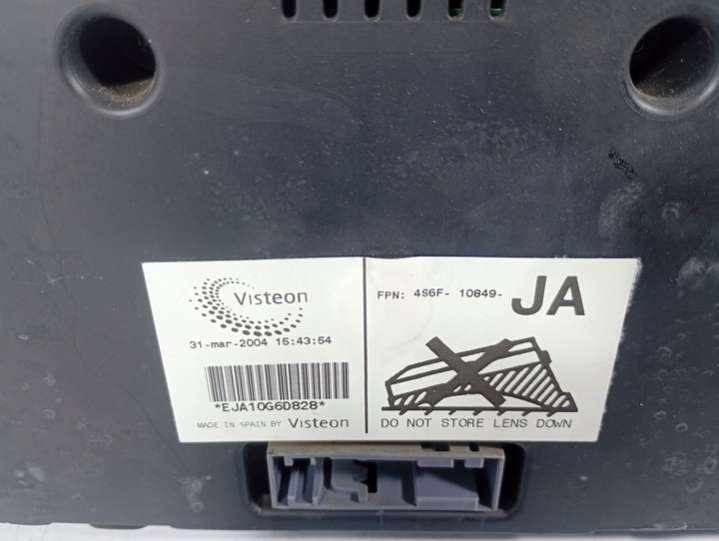 Visteon
31-mar-2004 15:43:54
*EJA10G6D828*
MADE IN SPAIN BY Visteon
FPN: 4S6F- 10849- JA
DO NOT STORE LENS DOWN